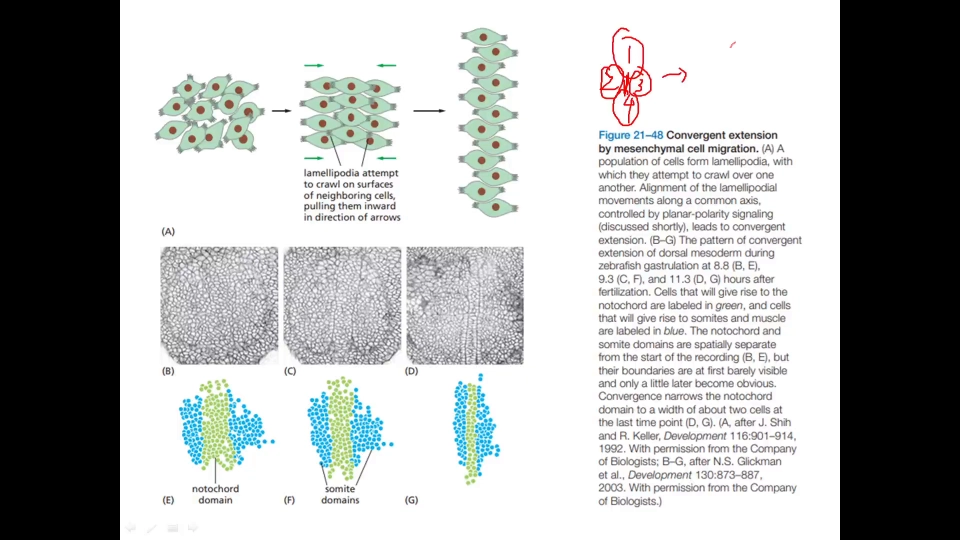 1
2 3
4
(A)
lamellipodia attempt
to crawl on surfaces
of neighboring cells,
pulling them inward
in direction of arrows
(B)
(C)
(D)
(E)
notochord
domain
(F)
somite
domains
(G)
Figure 21–48 Convergent extension
by mesenchymal cell migration. (A) A
population of cells form lamellipodia, with
which they attempt to crawl over one
another. Alignment of the lamellipodial
movements along a common axis,
controlled by planar-polarity signaling
(discussed shortly), leads to convergent
extension. (B–G) The pattern of convergent
extension of dorsal mesoderm during
zebrafish gastrulation at 8.8 (B, E),
9.3 (C, F), and 11.3 (D, G) hours after
fertilization. Cells that will give rise to the
notochord are labeled in green, and cells
that will give rise to somites and muscle
are labeled in blue. The notochord and
somite domains are spatially separate
from the start of the recording (B, E), but
their boundaries are at first barely visible
and only a little later become obvious.
Convergence narrows the notochord
domain to a width of about two cells at
the last time point (D, G). (A, after J. Shih
and R. Keller, Development 116:901–914,
1992. With permission from the Company
of Biologists; B–G, after N.S. Glickman
et al., Development 130:873–887,
2003. With permission from the Company
of Biologists.)